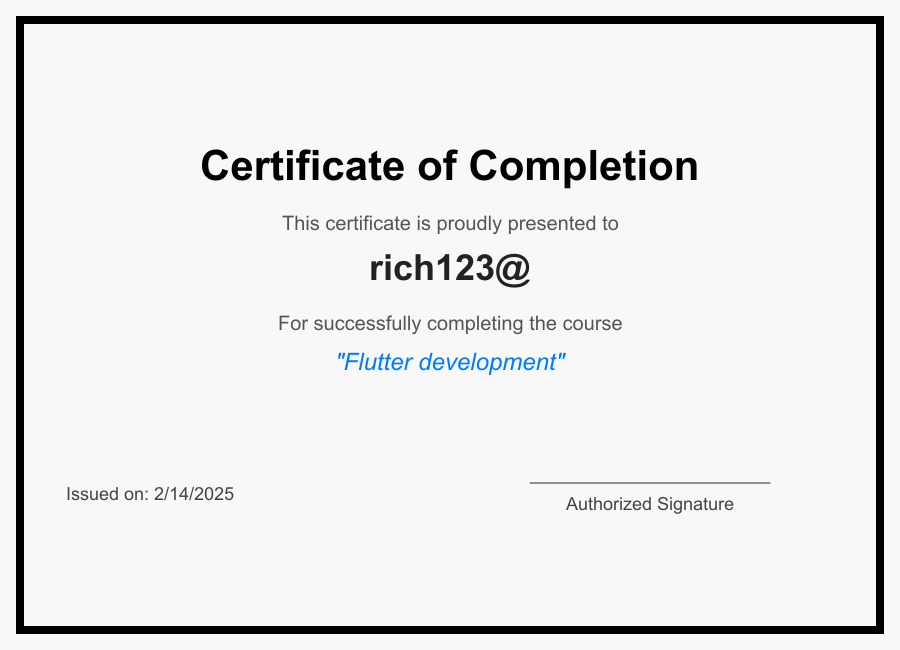 Certificate of Completion
This certificate is proudly presented to
rich123@
For successfully completing the course
"Flutter development"
Issued on: 2/14/2025
Authorized Signature